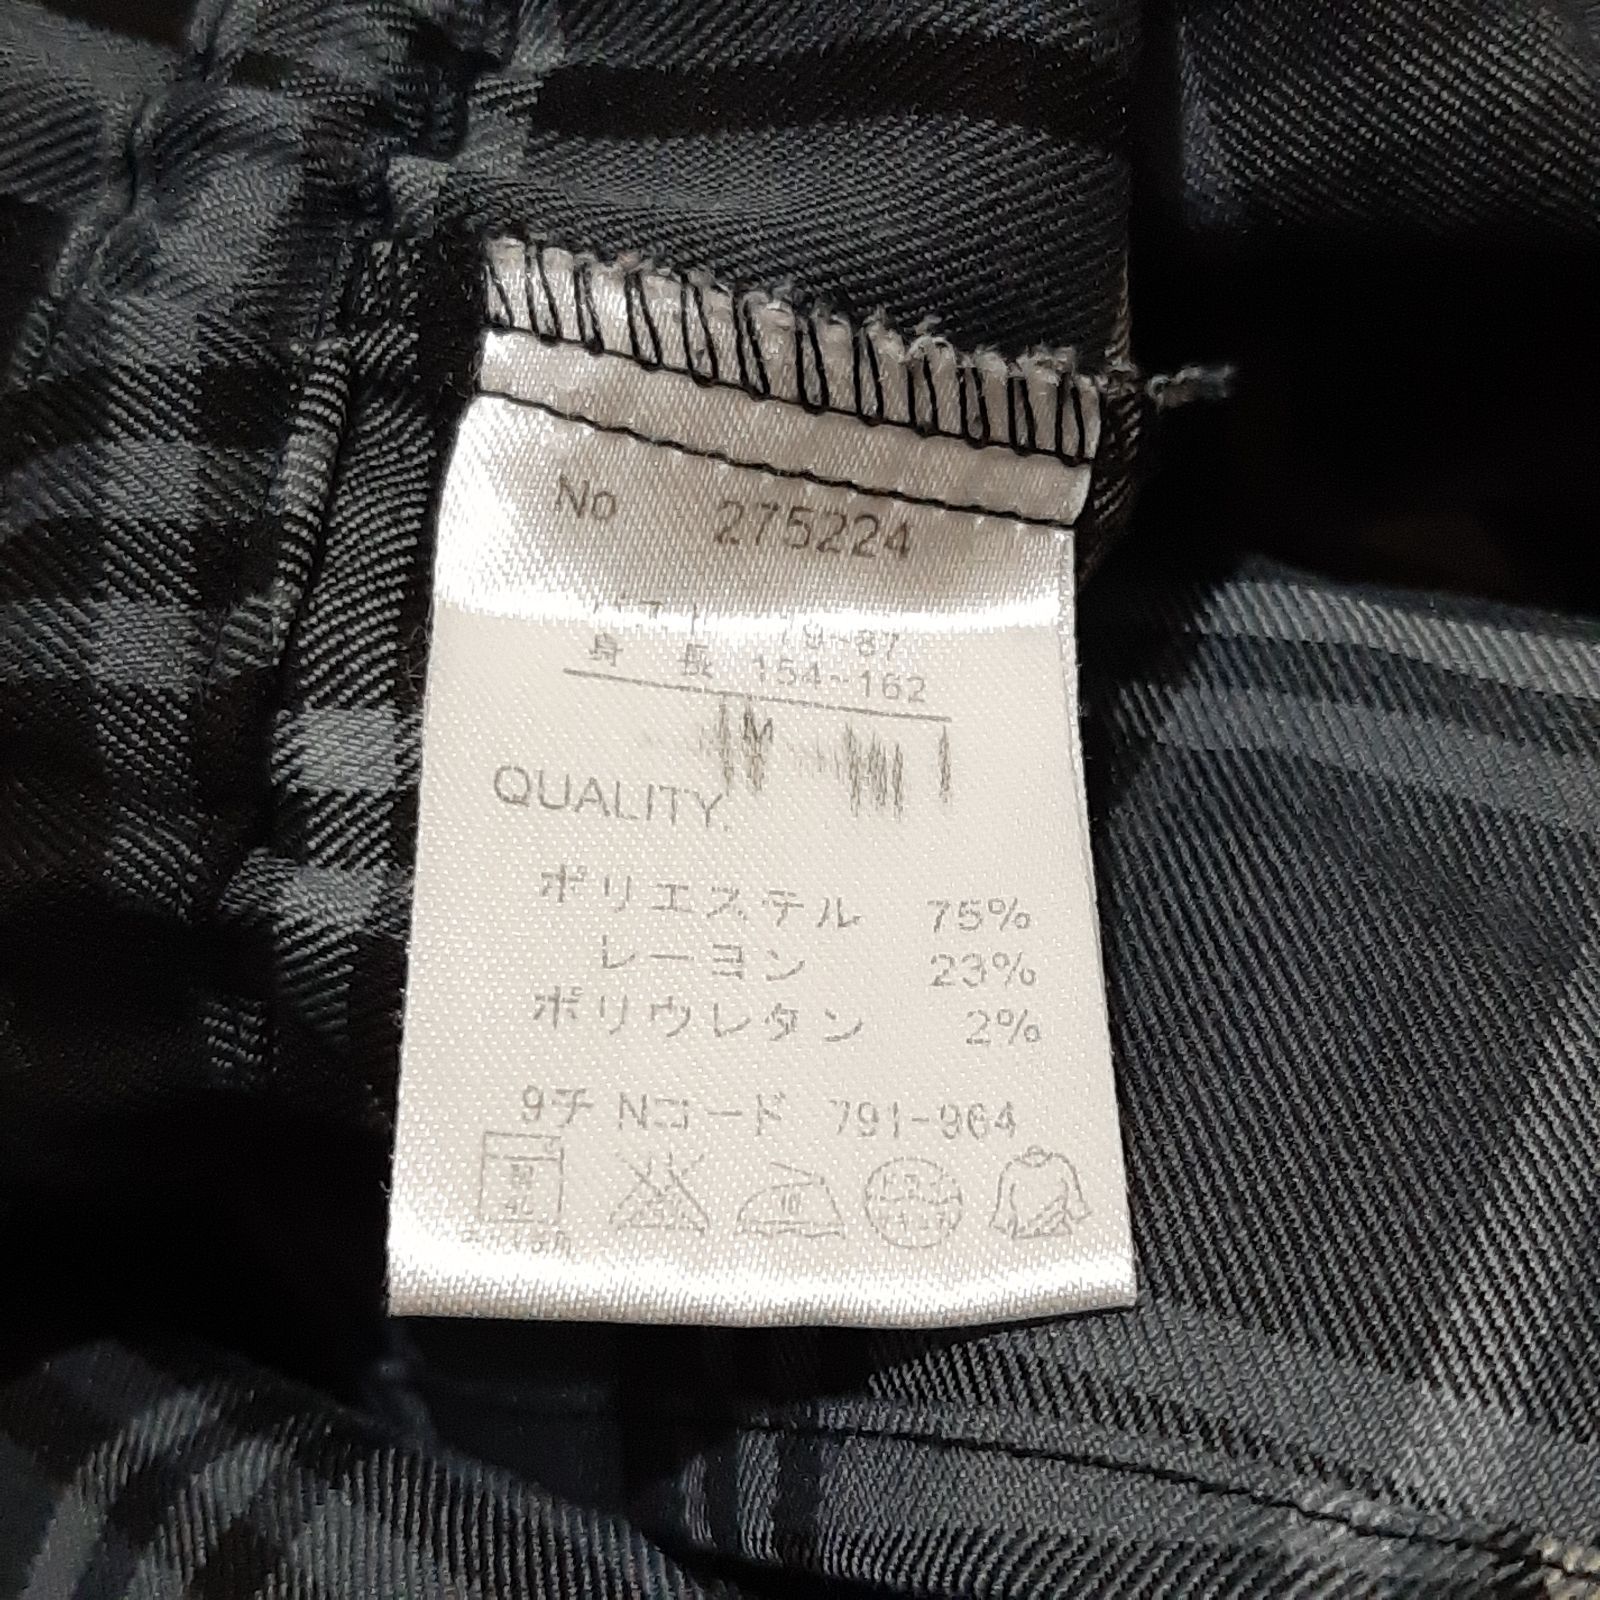 No 275224
身 長 154~162
M
QUALITY.
ポリエステル 75%
レーヨン 23%
ポリウレタン 2%
9チ Nコード 791-964